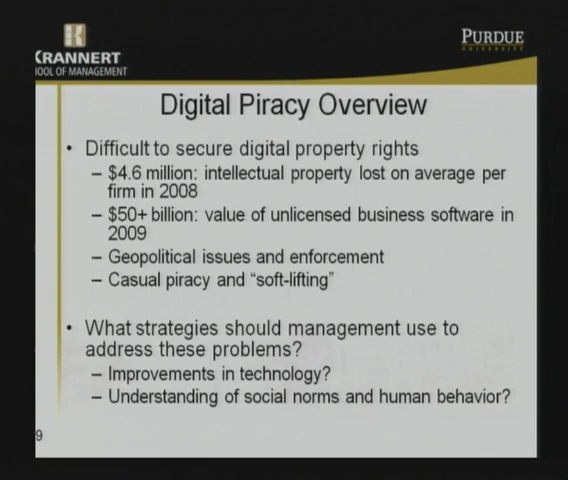 KRANNERT
OOL OF MANAGEMENT
PURDUE
UNIVERSITY
Digital Piracy Overview
• Difficult to secure digital property rights
– $4.6 million: intellectual property lost on average per
firm in 2008
– $50+ billion: value of unlicensed business software in
2009
– Geopolitical issues and enforcement
– Casual piracy and “soft-lifting”
• What strategies should management use to
address these problems?
– Improvements in technology?
– Understanding of social norms and human behavior?
9